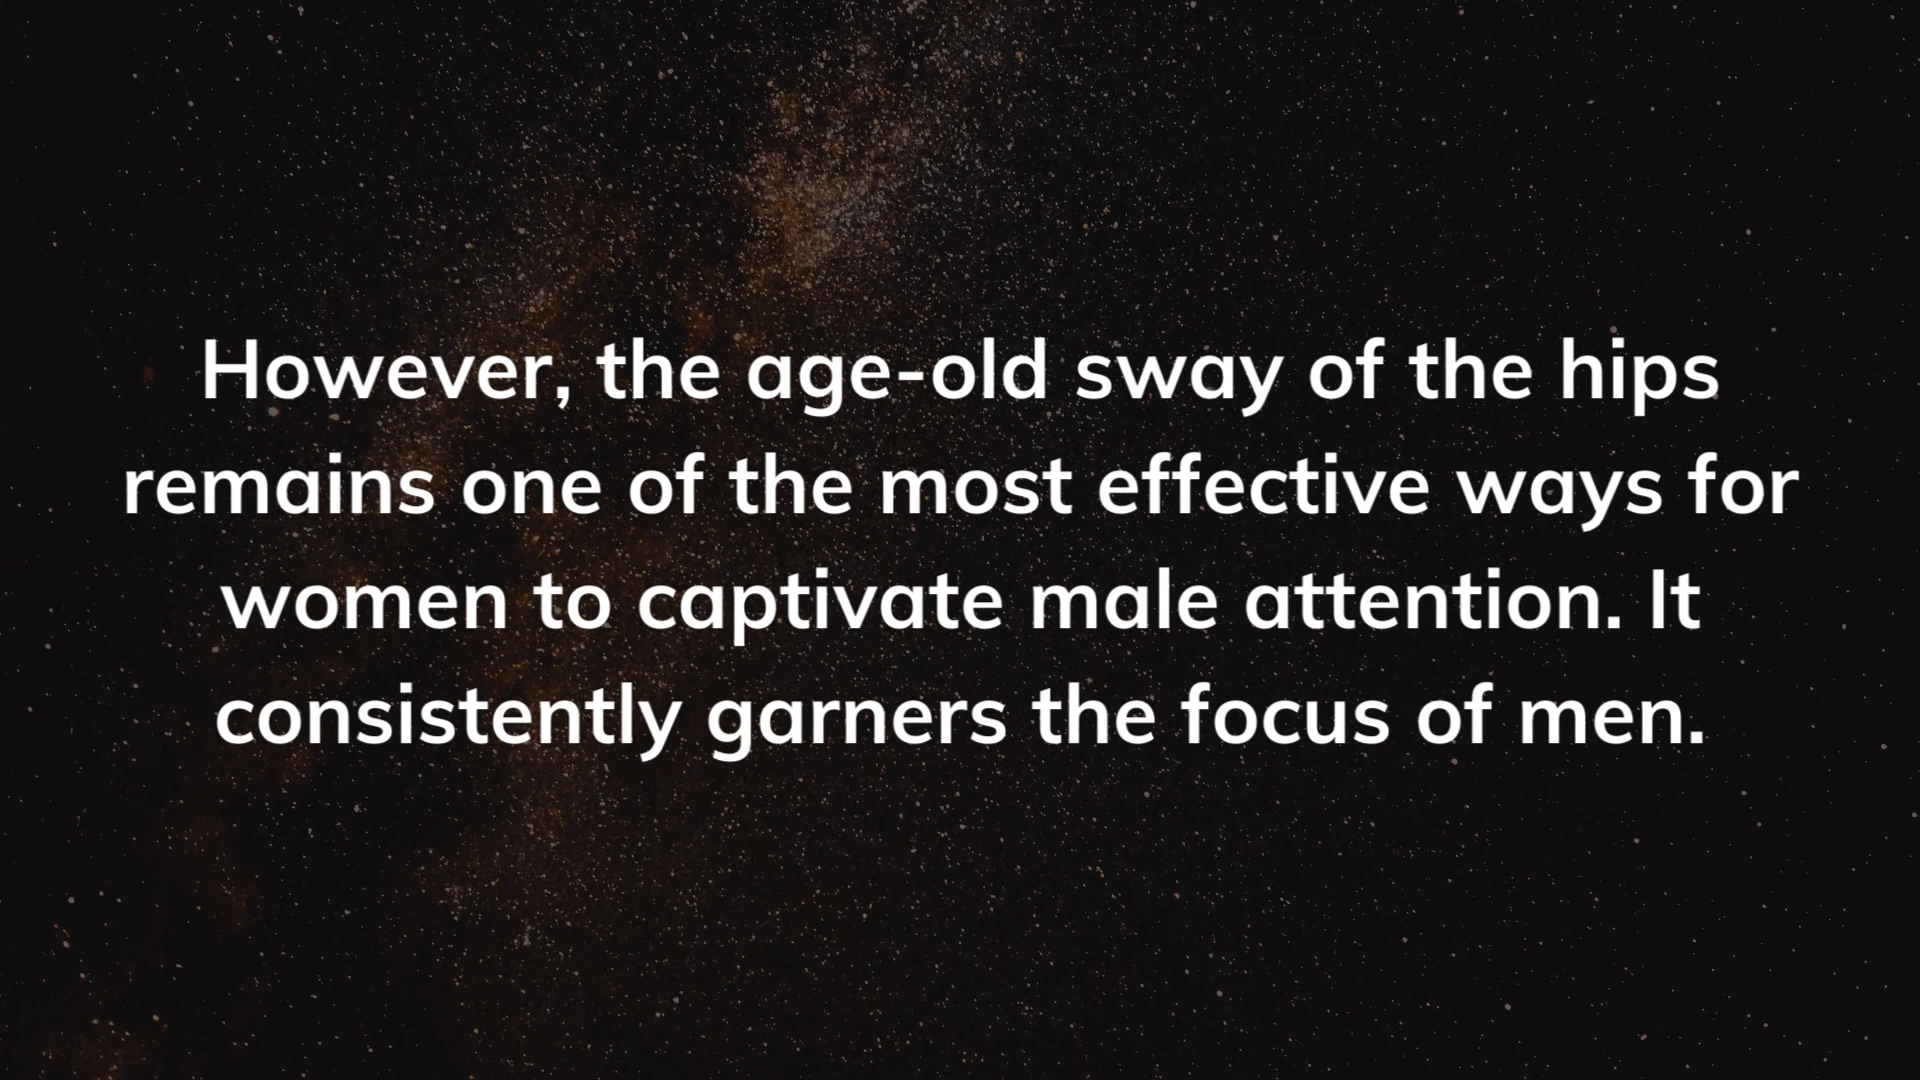 However, the age-old sway of the hips
remains one of the most effective ways for
women to captivate male attention. It
consistently garners the focus of men.